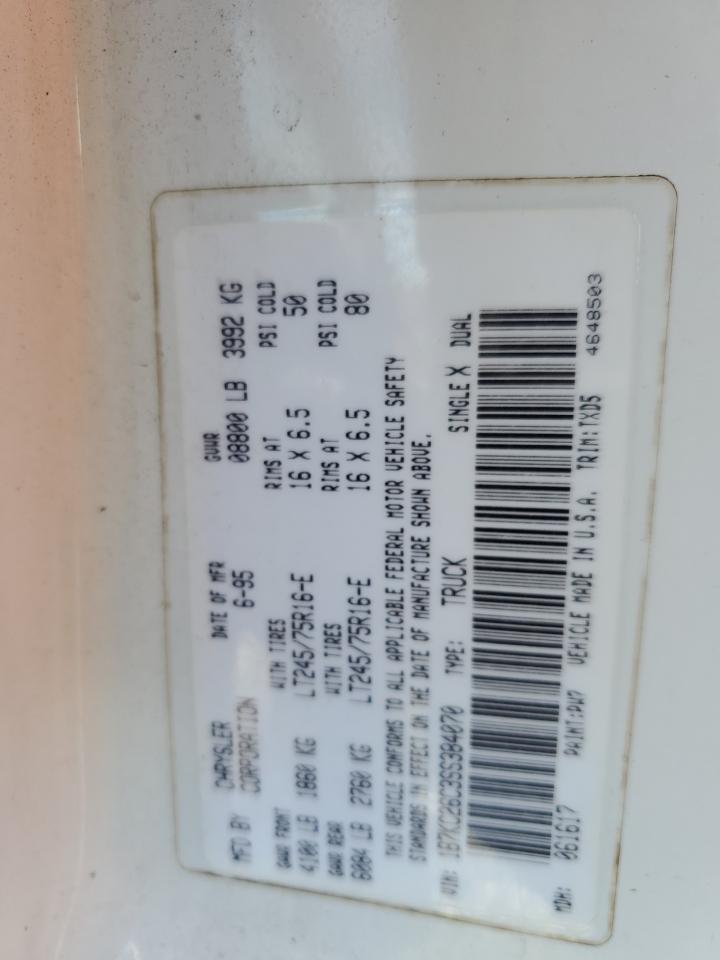 MFD BY CHRYSLER CORPORATION DATE OF MFR 6-95 GVWR 08800 LB 3992 KG
GAWR FRONT WITH TIRES RIMS AT PSI COLD
4100 LB 1860 KG LT245/75R16-E 16 X 6.5 50
GAWR REAR WITH TIRES RIMS AT PSI COLD
6084 LB 2760 KG LT245/75R16-E 16 X 6.5 80
THIS VEHICLE CONFORMS TO ALL APPLICABLE FEDERAL MOTOR VEHICLE SAFETY
STANDARDS IN EFFECT ON THE DATE OF MANUFACTURE SHOWN ABOVE.
VIN: 1B7KC26C3SS384070 TYPE: TRUCK SINGLE X DUAL
MDH: 061617 PAINT:PW7 VEHICLE MADE IN U.S.A. TRIM:TXD5 4648503